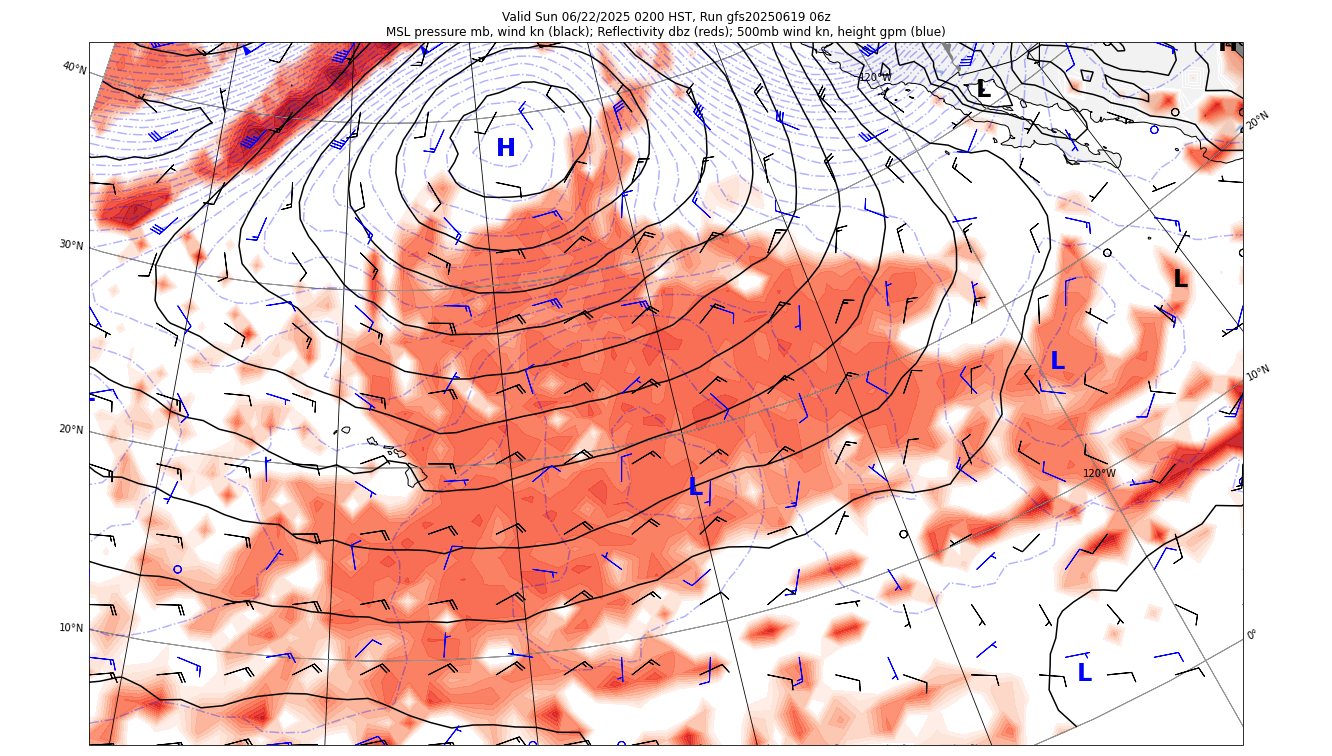 Valid Sun 06/22/2025 0200 HST, Run gfs20250619 06z
MSL pressure mb, wind kn (black); Reflectivity dbz (reds); 500mb wind kn, height gpm (blue)
H
40°N
120°W
L
20°N
H
30°N
L
L
10°N
20°N
120°W
L
10°N
0°
L